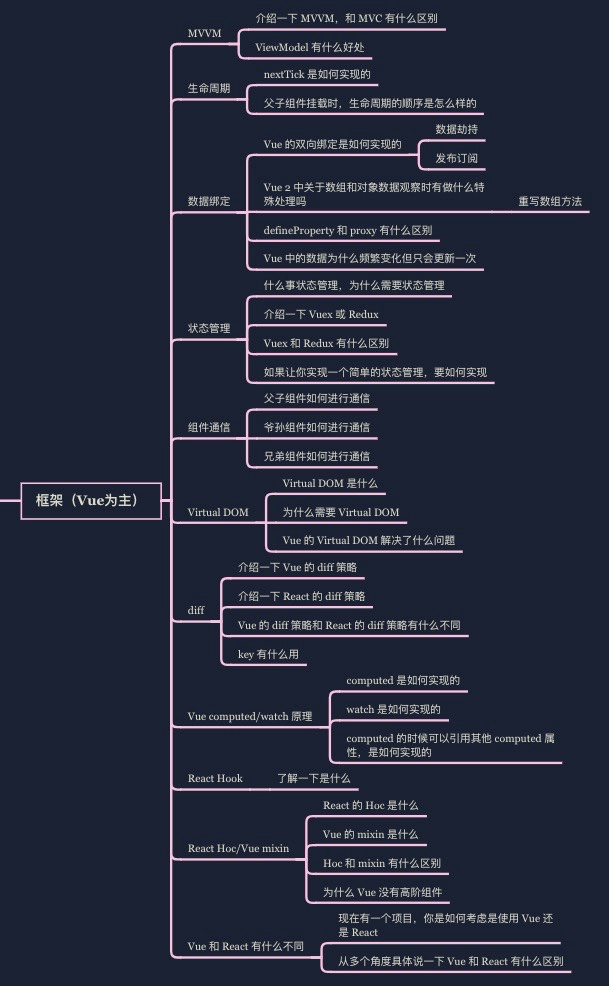 框架（Vue为主）
MVVM
介绍一下 MVVM，和 MVC 有什么区别
ViewModel 有什么好处
生命周期
nextTick 是如何实现的
父子组件挂载时，生命周期的顺序是怎么样的
数据绑定
Vue 的双向绑定是如何实现的
数据劫持
发布订阅
Vue 2 中关于数组和对象数据观察时有做什么特
殊处理吗
重写数组方法
defineProperty 和 proxy 有什么区别
Vue 中的数据为什么频繁变化但只会更新一次
状态管理
什么事状态管理，为什么需要状态管理
介绍一下 Vuex 或 Redux
Vuex 和 Redux 有什么区别
如果让你实现一个简单的状态管理，要如何实现
组件通信
父子组件如何进行通信
爷孙组件如何进行通信
兄弟组件如何进行通信
Virtual DOM
Virtual DOM 是什么
为什么需要 Virtual DOM
Vue 的 Virtual DOM 解决了什么问题
diff
介绍一下 Vue 的 diff 策略
介绍一下 React 的 diff 策略
Vue 的 diff 策略和 React 的 diff 策略有什么不同
key 有什么用
Vue computed/watch 原理
computed 是如何实现的
watch 是如何实现的
computed 的时候可以引用其他 computed 属
性，是如何实现的
React Hook
了解一下是什么
React Hoc/Vue mixin
React 的 Hoc 是什么
Vue 的 mixin 是什么
Hoc 和 mixin 有什么区别
为什么 Vue 没有高阶组件
Vue 和 React 有什么不同
现在有一个项目，你是如何考虑是使用 Vue 还
是 React
从多个角度具体说一下 Vue 和 React 有什么区别